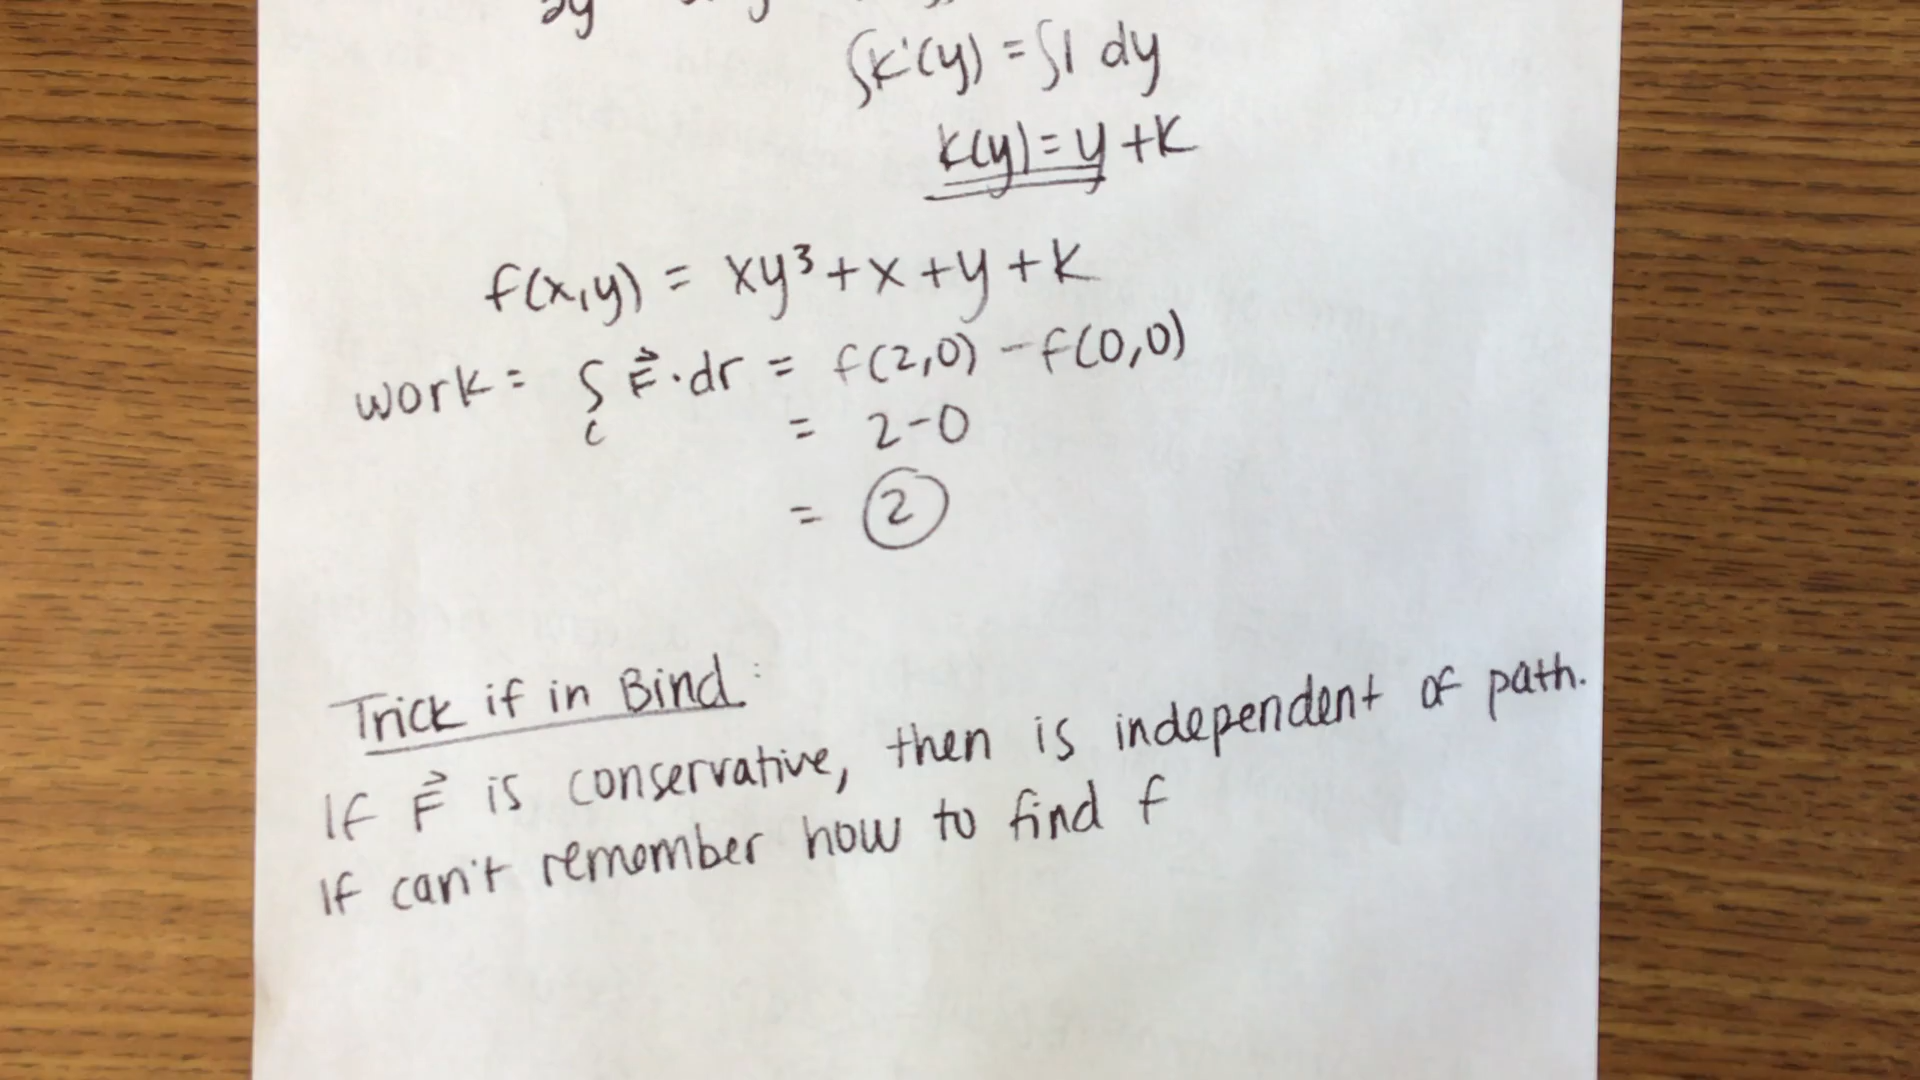 ∂y
∫k'(y) = ∫1 dy
k(y) = y + K
f(x,y) = xy³ + x + y + K
work = ∫ F⃗ · dr = f(2,0) - f(0,0)
c
= 2-0
= 2
Trick if in Bind:
If F⃗ is conservative, then is independent of path.
If can't remember how to find f